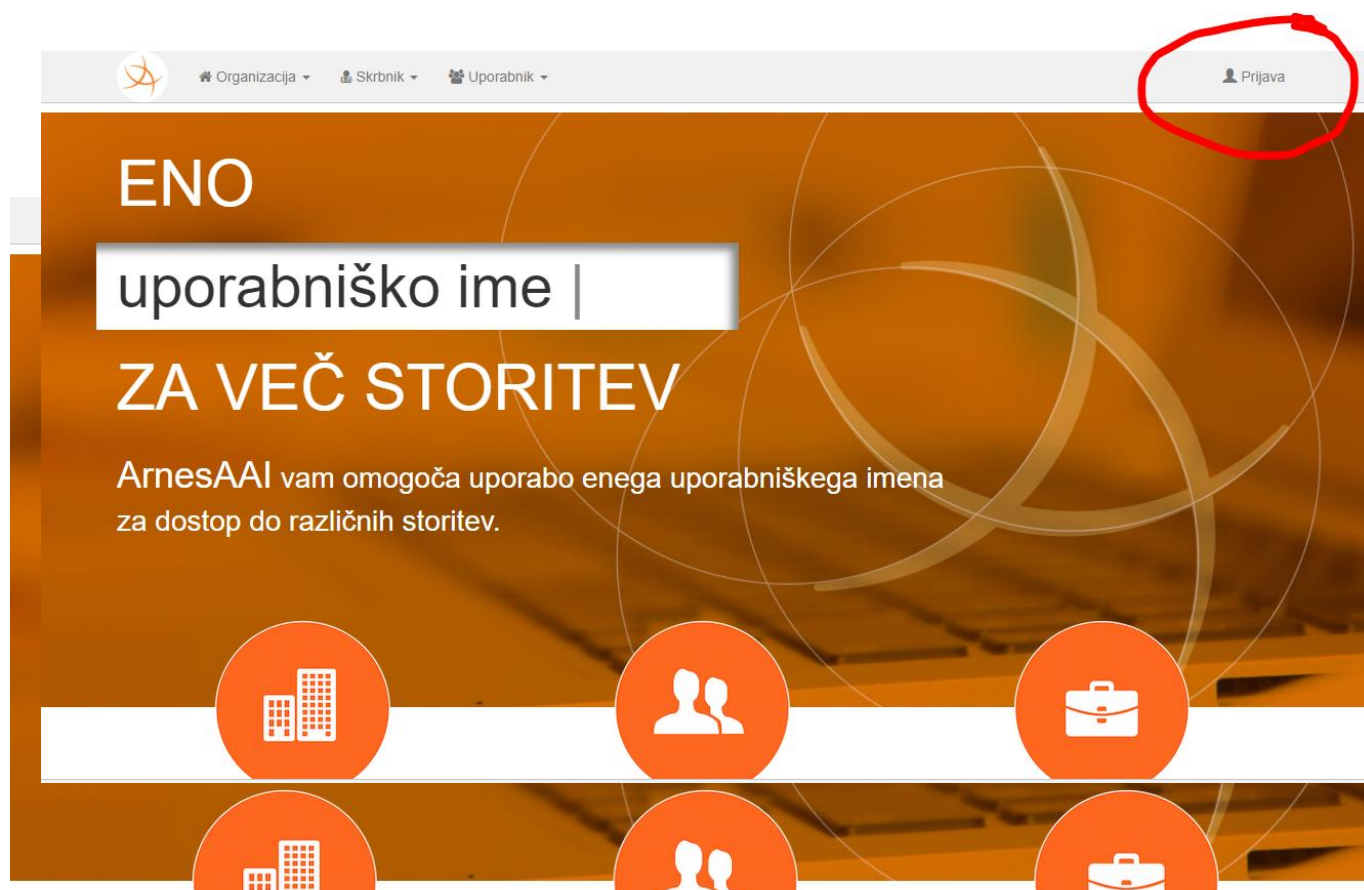 Organizacija Skrbnik Uporabnik Prijava
ENO
uporabniško ime |
ZA VEČ STORITEV
ArnesAAI vam omogoča uporabo enega uporabniškega imena
za dostop do različnih storitev.